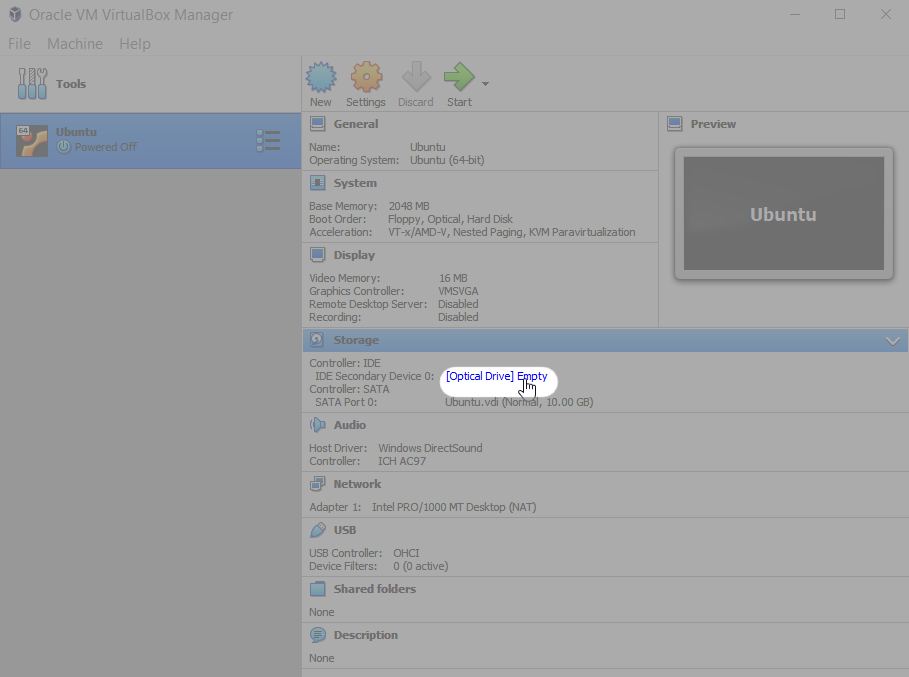 Oracle VM VirtualBox Manager
File Machine Help
Tools
64
Ubuntu
Powered Off
New Settings Discard Start
General
Name: Ubuntu
Operating System: Ubuntu (64-bit)
Preview
Ubuntu
System
Base Memory: 2048 MB
Boot Order: Floppy, Optical, Hard Disk
Acceleration: VT-x/AMD-V, Nested Paging, KVM Paravirtualization
Display
Video Memory: 16 MB
Graphics Controller: VMSVGA
Remote Desktop Server: Disabled
Recording: Disabled
Storage
Controller: IDE
IDE Secondary Device 0: [Optical Drive] Empty
Controller: SATA
SATA Port 0: Ubuntu.vdi (Normal, 10.00 GB)
Audio
Host Driver: Windows DirectSound
Controller: ICH AC97
Network
Adapter 1: Intel PRO/1000 MT Desktop (NAT)
USB
USB Controller: OHCI
Device Filters: 0 (0 active)
Shared folders
None
Description
None